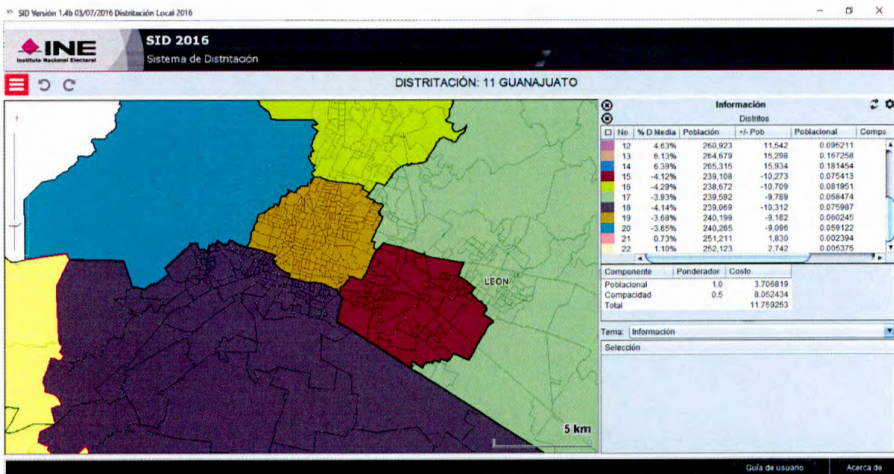 SID Versión 1.4b 03/07/2016 Distritación Local 2016
INE
Instituto Nacional Electoral
SID 2016
Sistema de Distritación
DISTRITACIÓN: 11 GUANAJUATO
LEON
5 km
Información
Distritos
No % D Media Población +/- Pob Poblacional Compa
12 4.63% 260,923 11,542 0.095211
13 6.13% 264,679 15,298 0.167258
14 6.39% 265,315 15,934 0.181454
15 -4.12% 239,108 -10,273 0.075413
16 -4.29% 238,672 -10,709 0.081951
17 -3.93% 239,592 -9,789 0.068474
18 -4.14% 239,069 -10,312 0.075987
19 -3.68% 240,199 -9,182 0.060245
20 -3.65% 240,285 -9,096 0.059122
21 0.73% 251,211 1,830 0.002394
22 1.10% 252,123 2,742 0.005375
Componente Ponderador Costo
Poblacional 1.0 3.706819
Compacidad 0.5 8.052434
Total 11.759253
Tema: Información
Selección
Guía de usuario Acerca de